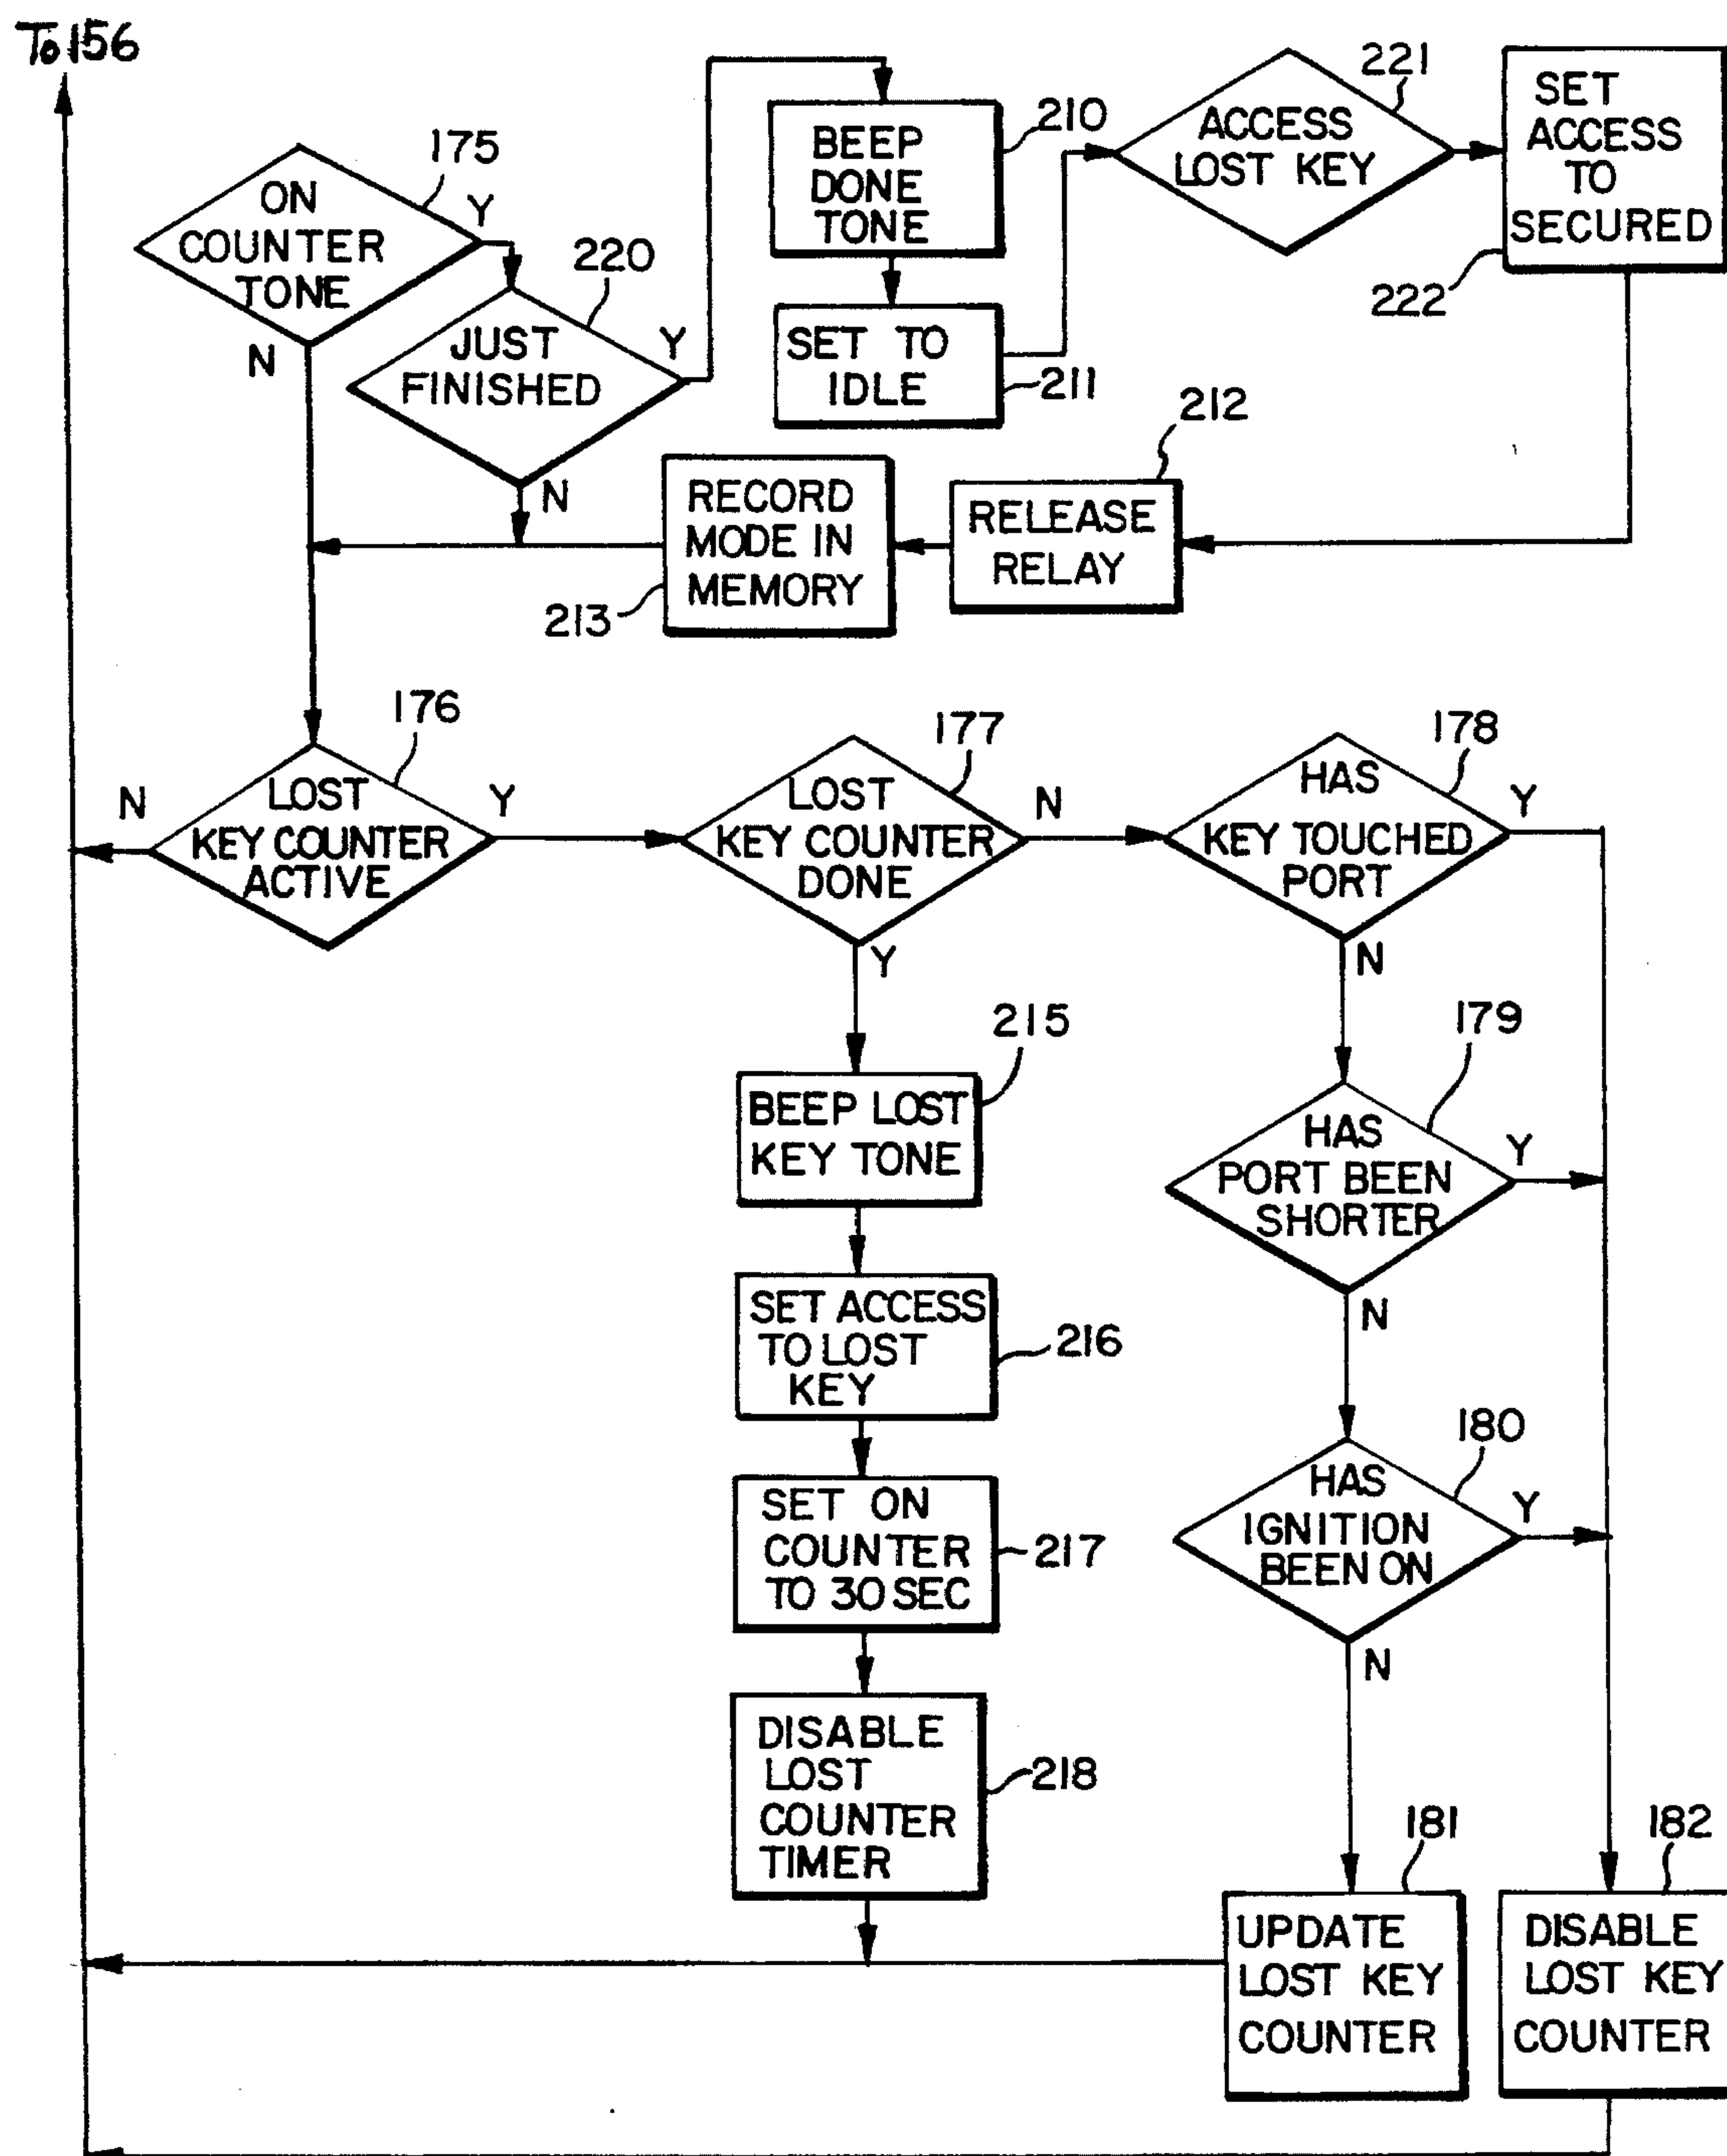 To 156
175
ON
COUNTER
TONE
Y
N
220
JUST
FINISHED
Y
N
210
BEEP
DONE
TONE
SET TO
IDLE
211
221
ACCESS
LOST KEY
SET
ACCESS
TO
SECURED
222
212
RELEASE
RELAY
RECORD
MODE IN
MEMORY
213
176
LOST
KEY COUNTER
ACTIVE
N
Y
177
LOST
KEY COUNTER
DONE
N
Y
178
HAS
KEY TOUCHED
PORT
Y
N
215
BEEP LOST
KEY TONE
179
HAS
PORT BEEN
SHORTER
Y
N
SET ACCESS
TO LOST
KEY
216
SET ON
COUNTER
TO 30 SEC
217
180
HAS
IGNITION
BEEN ON
Y
N
DISABLE
LOST
COUNTER
TIMER
218
181
UPDATE
LOST KEY
COUNTER
182
DISABLE
LOST KEY
COUNTER